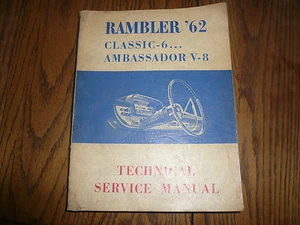 RAMBLER '62
CLASSIC-6...
AMBASSADOR V-8
TECHNICAL
SERVICE MANUAL